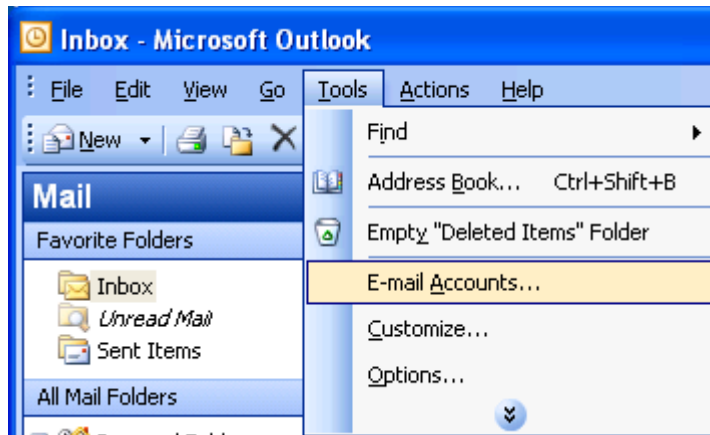 Inbox - Microsoft Outlook
File Edit View Go Tools Actions Help
New
Find
Mail
Address Book... Ctrl+Shift+B
Favorite Folders
Empty "Deleted Items" Folder
Inbox
E-mail Accounts...
Unread Mail
Customize...
Sent Items
Options...
All Mail Folders